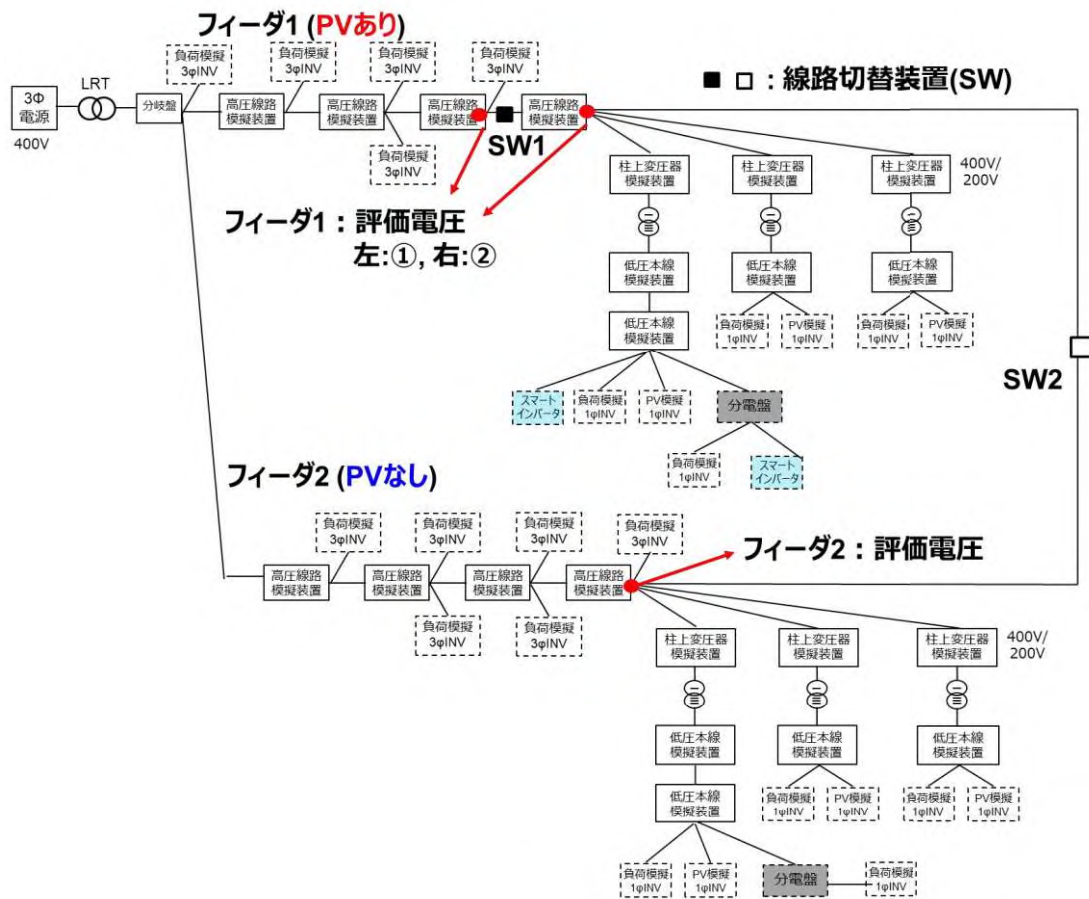 フィーダ1 (PVあり)
負荷模擬
3φINV
負荷模擬
3φINV
負荷模擬
3φINV
負荷模擬
3φINV
LRT
3Φ
電源
400V
分岐盤
高圧線路
模擬装置
高圧線路
模擬装置
高圧線路
模擬装置
高圧線路
模擬装置
■ □ : 線路切替装置(SW)
SW1
負荷模擬
3φINV
フィーダ1：評価電圧
左:①, 右:②
柱上変圧器
模擬装置
柱上変圧器
模擬装置
柱上変圧器
模擬装置
400V/
200V
低圧本線
模擬装置
低圧本線
模擬装置
低圧本線
模擬装置
低圧本線
模擬装置
負荷模擬
1φINV
PV模擬
1φINV
負荷模擬
1φINV
PV模擬
1φINV
SW2
スマート
インバータ
負荷模擬
1φINV
PV模擬
1φINV
分電盤
負荷模擬
1φINV
スマート
インバータ
フィーダ2 (PVなし)
負荷模擬
3φINV
負荷模擬
3φINV
負荷模擬
3φINV
負荷模擬
3φINV
フィーダ2：評価電圧
高圧線路
模擬装置
高圧線路
模擬装置
高圧線路
模擬装置
高圧線路
模擬装置
負荷模擬
3φINV
負荷模擬
3φINV
柱上変圧器
模擬装置
柱上変圧器
模擬装置
柱上変圧器
模擬装置
400V/
200V
低圧本線
模擬装置
低圧本線
模擬装置
低圧本線
模擬装置
低圧本線
模擬装置
負荷模擬
1φINV
PV模擬
1φINV
負荷模擬
1φINV
PV模擬
1φINV
負荷模擬
1φINV
PV模擬
1φINV
分電盤
負荷模擬
1φINV